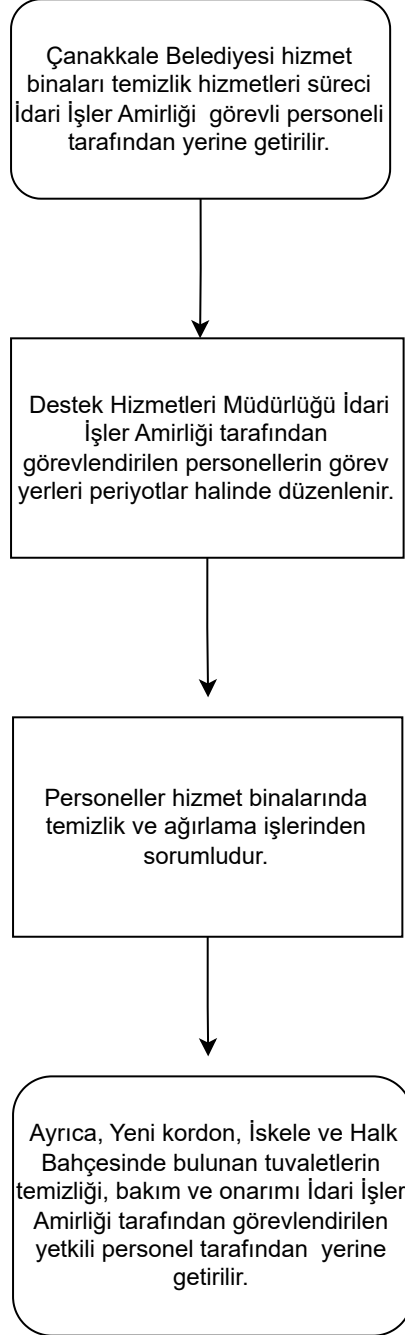 Çanakkale Belediyesi hizmet
binaları temizlik hizmetleri süreci
İdari İşler Amirliği görevli personeli
tarafından yerine getirilir.
Destek Hizmetleri Müdürlüğü İdari
İşler Amirliği tarafından
görevlendirilen personellerin görev
yerleri periyotlar halinde düzenlenir.
Personeller hizmet binalarında
temizlik ve ağırlama işlerinden
sorumludur.
Ayrıca, Yeni kordon, İskele ve Halk
Bahçesinde bulunan tuvaletlerin
temizliği, bakım ve onarımı İdari İşler
Amirliği tarafından görevlendirilen
yetkili personel tarafından yerine
getirilir.